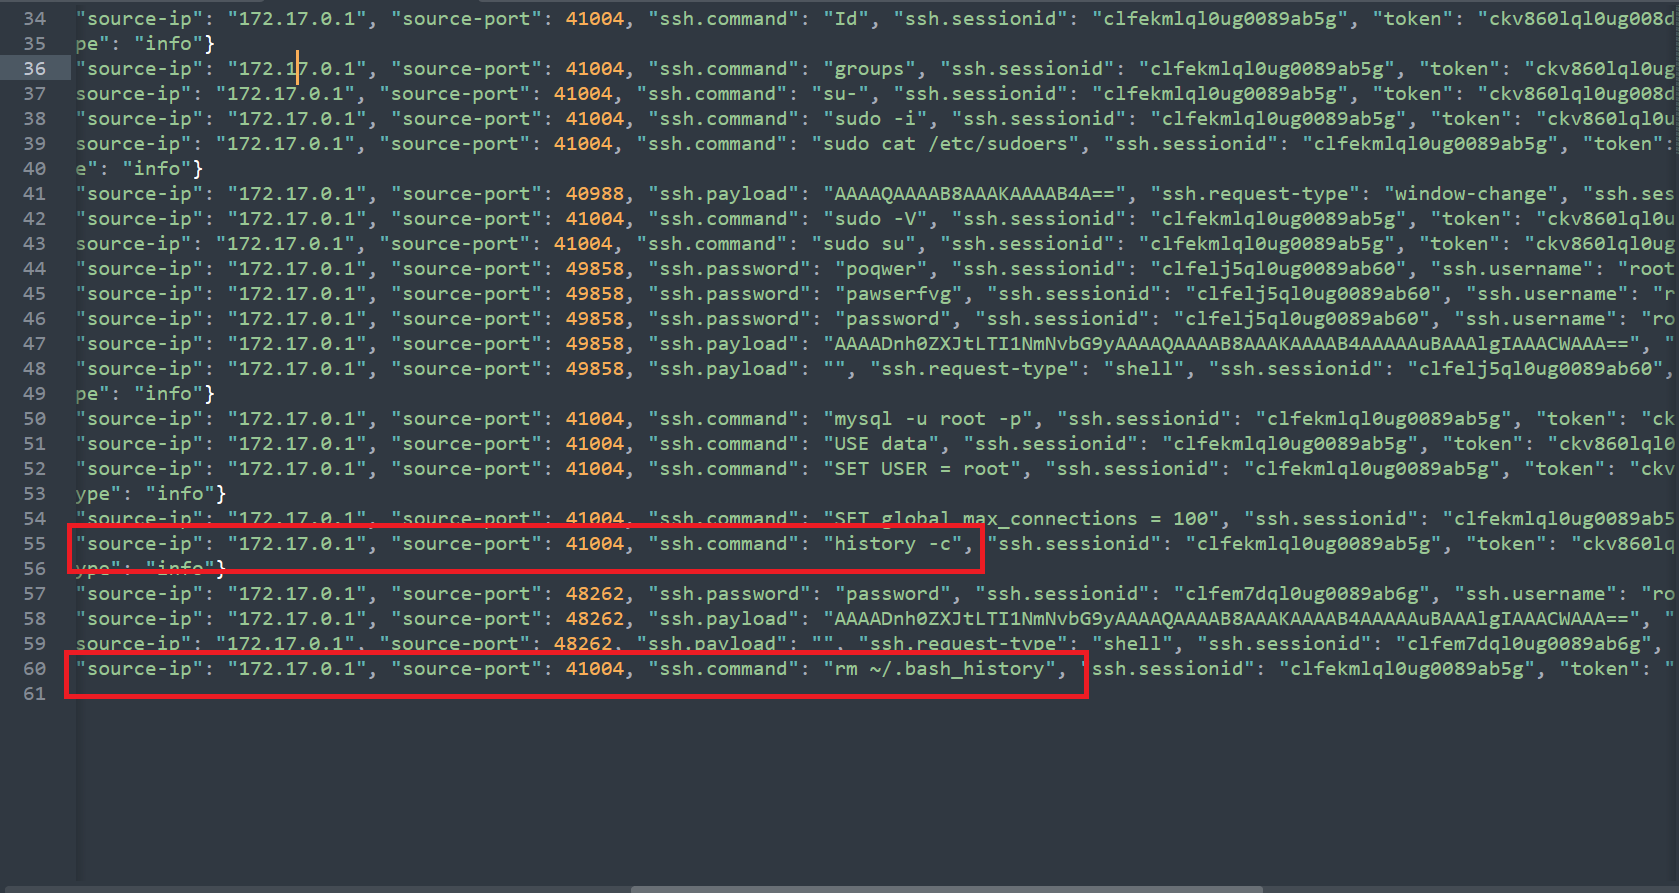 34 "source-ip": "172.17.0.1", "source-port": 41004, "ssh.command": "Id", "ssh.sessionid": "clfekmlql0ug0089ab5g", "token": "ckv860lql0ug008d
35 pe": "info"}
36 "source-ip": "172.17.0.1", "source-port": 41004, "ssh.command": "groups", "ssh.sessionid": "clfekmlql0ug0089ab5g", "token": "ckv860lql0ug
37 source-ip": "172.17.0.1", "source-port": 41004, "ssh.command": "su-", "ssh.sessionid": "clfekmlql0ug0089ab5g", "token": "ckv860lql0ug008d
38 "source-ip": "172.17.0.1", "source-port": 41004, "ssh.command": "sudo -i", "ssh.sessionid": "clfekmlql0ug0089ab5g", "token": "ckv860lql0u
39 source-ip": "172.17.0.1", "source-port": 41004, "ssh.command": "sudo cat /etc/sudoers", "ssh.sessionid": "clfekmlql0ug0089ab5g", "token":
40 e": "info"}
41 "source-ip": "172.17.0.1", "source-port": 40988, "ssh.payload": "AAAAQAAAAB8AAAKAAAAB4A==", "ssh.request-type": "window-change", "ssh.ses
42 "source-ip": "172.17.0.1", "source-port": 41004, "ssh.command": "sudo -V", "ssh.sessionid": "clfekmlql0ug0089ab5g", "token": "ckv860lql0u
43 source-ip": "172.17.0.1", "source-port": 41004, "ssh.command": "sudo su", "ssh.sessionid": "clfekmlql0ug0089ab5g", "token": "ckv860lql0ug
44 "source-ip": "172.17.0.1", "source-port": 49858, "ssh.password": "poqwer", "ssh.sessionid": "clfelj5ql0ug0089ab60", "ssh.username": "root
45 "source-ip": "172.17.0.1", "source-port": 49858, "ssh.password": "pawserfvg", "ssh.sessionid": "clfelj5ql0ug0089ab60", "ssh.username": "r
46 "source-ip": "172.17.0.1", "source-port": 49858, "ssh.password": "password", "ssh.sessionid": "clfelj5ql0ug0089ab60", "ssh.username": "ro
47 "source-ip": "172.17.0.1", "source-port": 49858, "ssh.payload": "AAAADnh0ZXJtLTI1NmNvbG9yAAAAQAAAAB8AAAKAAAAB4AAAAAuBAAAlgIAAACWAAA==", "
48 "source-ip": "172.17.0.1", "source-port": 49858, "ssh.payload": "", "ssh.request-type": "shell", "ssh.sessionid": "clfelj5ql0ug0089ab60",
49 pe": "info"}
50 "source-ip": "172.17.0.1", "source-port": 41004, "ssh.command": "mysql -u root -p", "ssh.sessionid": "clfekmlql0ug0089ab5g", "token": "ck
51 "source-ip": "172.17.0.1", "source-port": 41004, "ssh.command": "USE data", "ssh.sessionid": "clfekmlql0ug0089ab5g", "token": "ckv860lql0
52 "source-ip": "172.17.0.1", "source-port": 41004, "ssh.command": "SET USER = root", "ssh.sessionid": "clfekmlql0ug0089ab5g", "token": "ckv
53 ype": "info"}
54 "source-ip": "172.17.0.1", "source-port": 41004, "ssh.command": "SET global max_connections = 100", "ssh.sessionid": "clfekmlql0ug0089ab5
55 "source-ip": "172.17.0.1", "source-port": 41004, "ssh.command": "history -c", "ssh.sessionid": "clfekmlql0ug0089ab5g", "token": "ckv860lq
56 ype": "info"}
57 "source-ip": "172.17.0.1", "source-port": 48262, "ssh.password": "password", "ssh.sessionid": "clfem7dql0ug0089ab6g", "ssh.username": "ro
58 "source-ip": "172.17.0.1", "source-port": 48262, "ssh.payload": "AAAADnh0ZXJtLTI1NmNvbG9yAAAAQAAAAB8AAAKAAAAB4AAAAAuBAAAlgIAAACWAAA==", "
59 source-ip": "172.17.0.1", "source-port": 48262, "ssh.payload": "", "ssh.request-type": "shell", "ssh.sessionid": "clfem7dql0ug0089ab6g",
60 "source-ip": "172.17.0.1", "source-port": 41004, "ssh.command": "rm ~/.bash_history", "ssh.sessionid": "clfekmlql0ug0089ab5g", "token": "
61